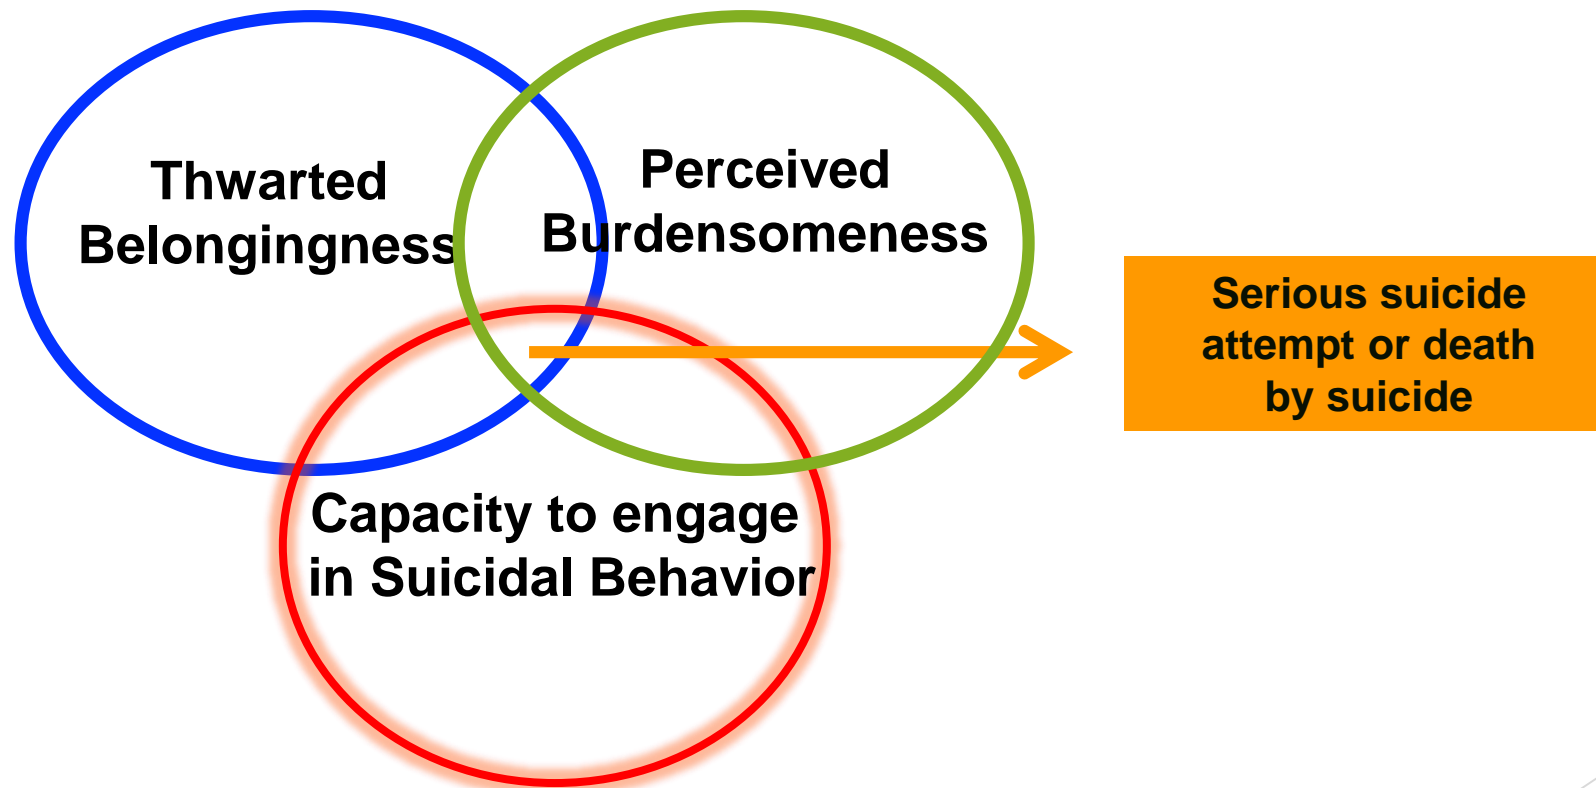 Thwarted
Belongingness
Perceived
Burdensomeness
Serious suicide
attempt or death
by suicide
Capacity to engage
in Suicidal Behavior